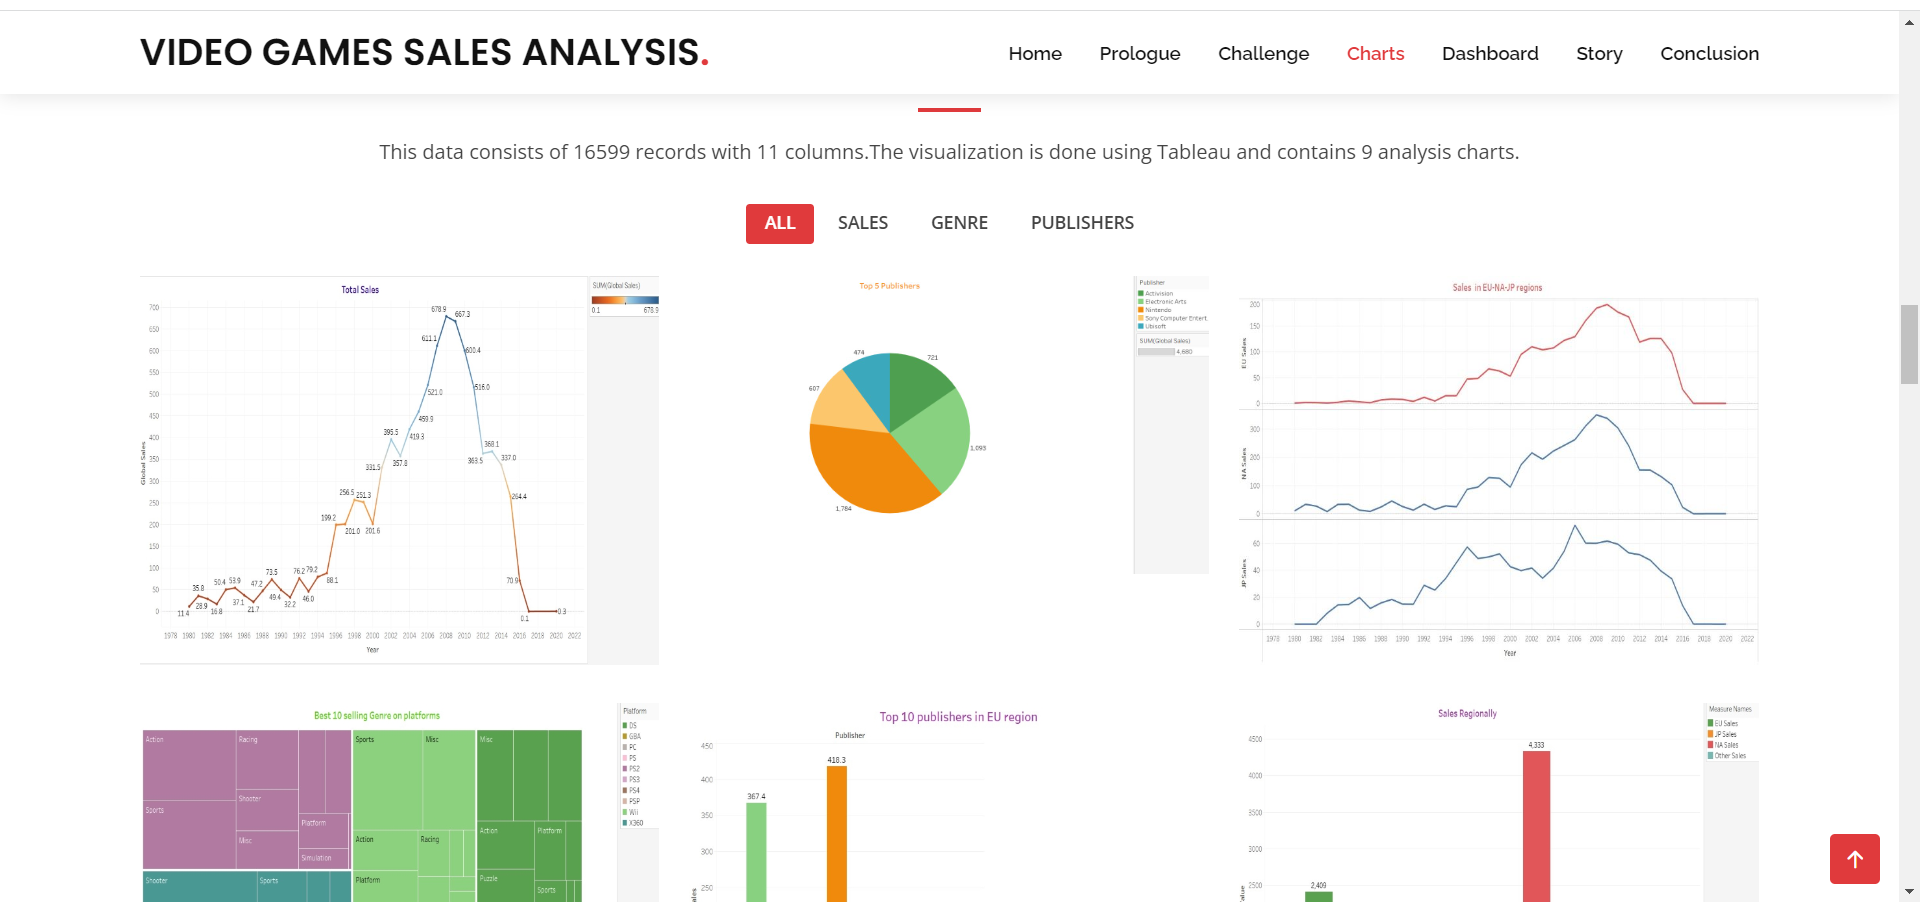 VIDEO GAMES SALES ANALYSIS.
Home Prologue Challenge Charts Dashboard Story Conclusion
This data consists of 16599 records with 11 columns.The visualization is done using Tableau and contains 9 analysis charts.
ALL SALES GENRE PUBLISHERS
Total Sales
SUM(Global Sales)
0.1 678.9
Global Sales
700
650
600
550
500
450
400
350
300
250
200
150
100
50
0
11.4
35.8
28.9
16.8
50.4
53.9
37.1
21.7
47.2
73.5
49.4
32.2
76.2
46.0
79.2
88.1
199.2
201.0
256.5
251.3
201.6
331.5
395.5
357.8
419.3
459.9
521.0
611.1
678.9
667.3
600.4
516.0
363.5
368.1
337.0
264.4
70.9
0.1
0.3
1978 1980 1982 1984 1986 1988 1990 1992 1994 1996 1998 2000 2002 2004 2006 2008 2010 2012 2014 2016 2018 2020 2022
Year
Top 5 Publishers
474
721
607
1,093
1,784
Publisher
Activision
Electronic Arts
Nintendo
Sony Computer Entert
Ubisoft
SUM(Global Sales)
4,680
Sales in EU-NA-JP regions
EU Sales
200
150
100
50
0
NA Sales
300
200
100
0
JP Sales
60
40
20
0
1978 1980 1982 1984 1986 1988 1990 1992 1994 1996 1998 2000 2002 2004 2006 2008 2010 2012 2014 2016 2018 2020 2022
Year
Best 10 selling Genre on platforms
Action
Racing
Sports
Shooter
Misc
Platform
Simulation
Shooter
Sports
Sports
Misc
Action
Racing
Platform
Misc
Action
Platform
Puzzle
Sports
Platform
DS
GBA
PC
PS
PS2
PS3
PS4
PSP
Wii
X360
Top 10 publishers in EU region
Publisher
450
400
350
300
250
367.4
418.3
Sales Regionally
4500
4000
3500
3000
2500
2,409
4,333
Measure Names
EU Sales
JP Sales
NA Sales
Other Sales